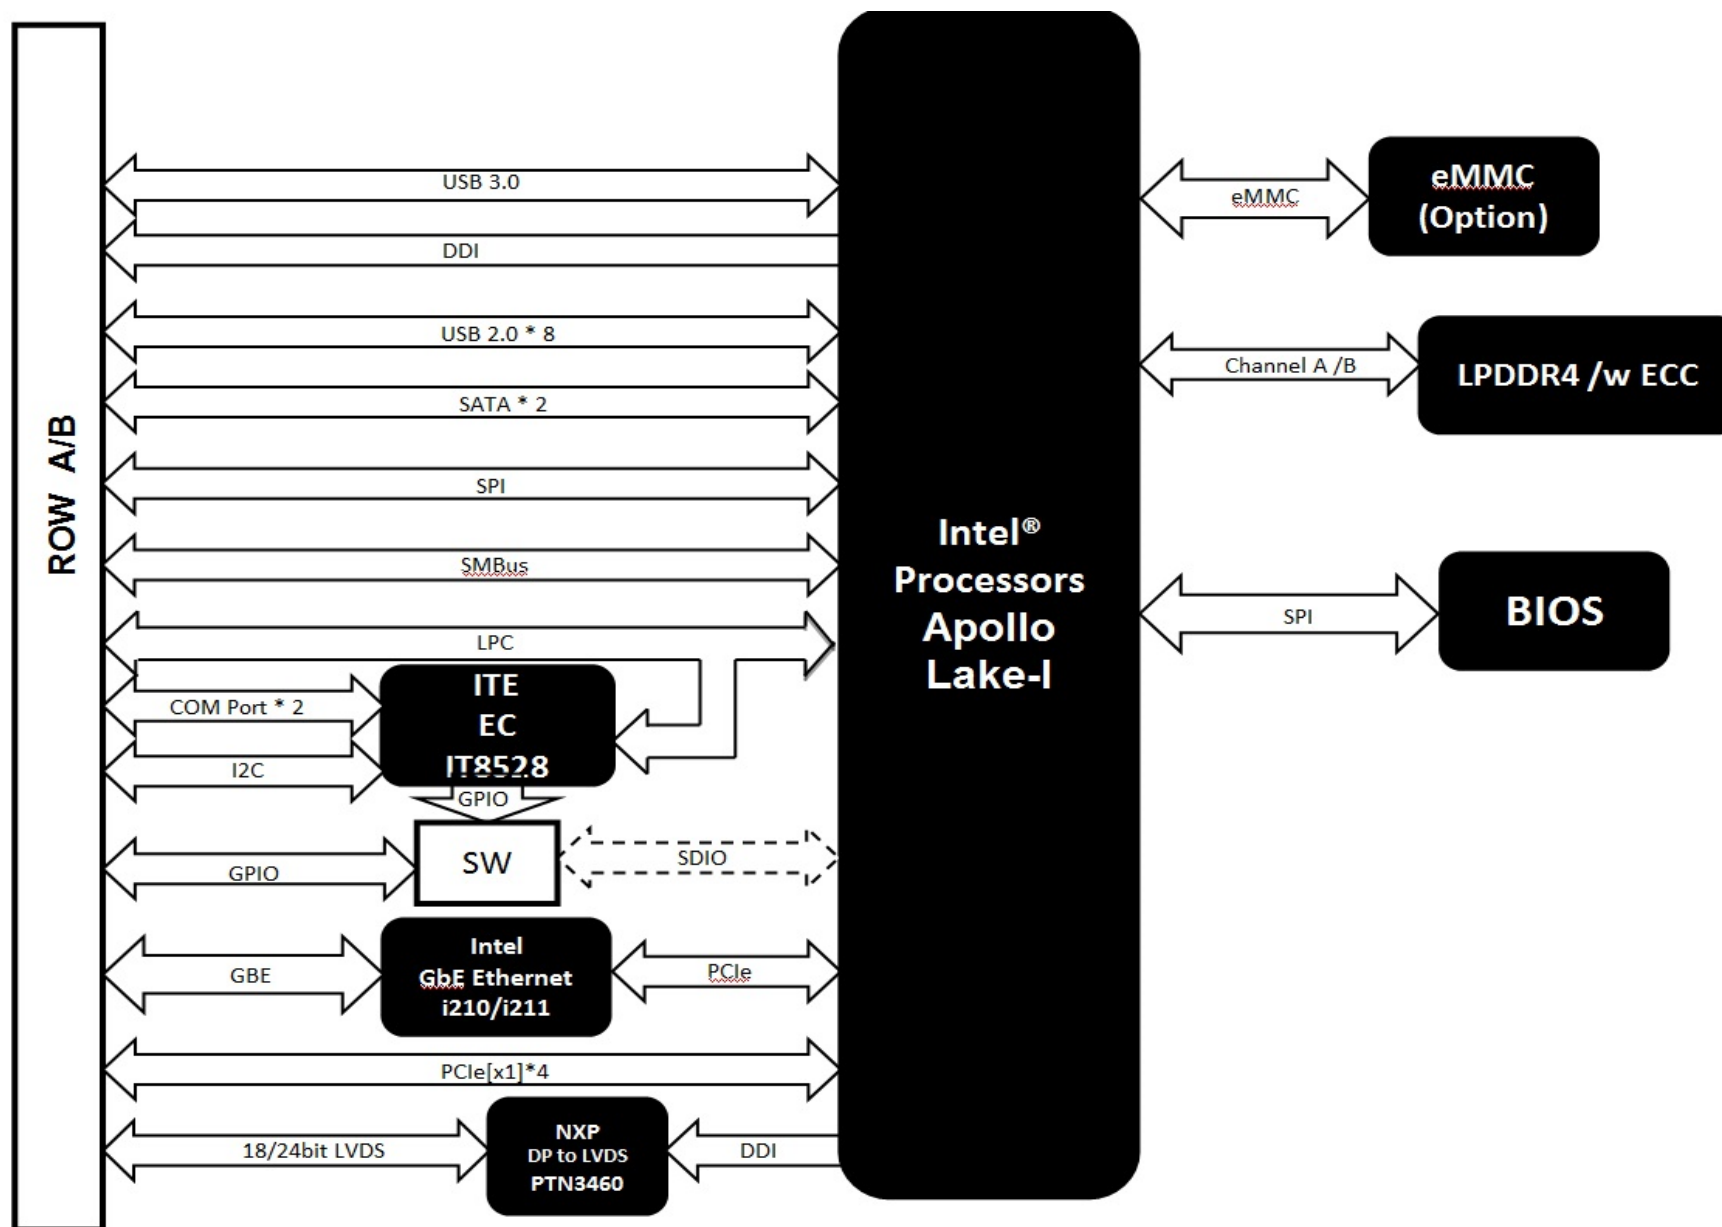 USB 3.0
DDI
USB 2.0 * 8
SATA * 2
SPI
SMBus
LPC
ROW A/B
COM Port * 2
I2C
ITE
EC
IT8528
GPIO
SW
SDIO
GPIO
Intel
GbE Ethernet
i210/i211
GBE
PCIe
PCIe[x1]*4
18/24bit LVDS
NXP
DP to LVDS
PTN3460
DDI
Intel®
Processors
Apollo
Lake-I
eMMC
eMMC
(Option)
Channel A /B
LPDDR4 /w ECC
SPI
BIOS